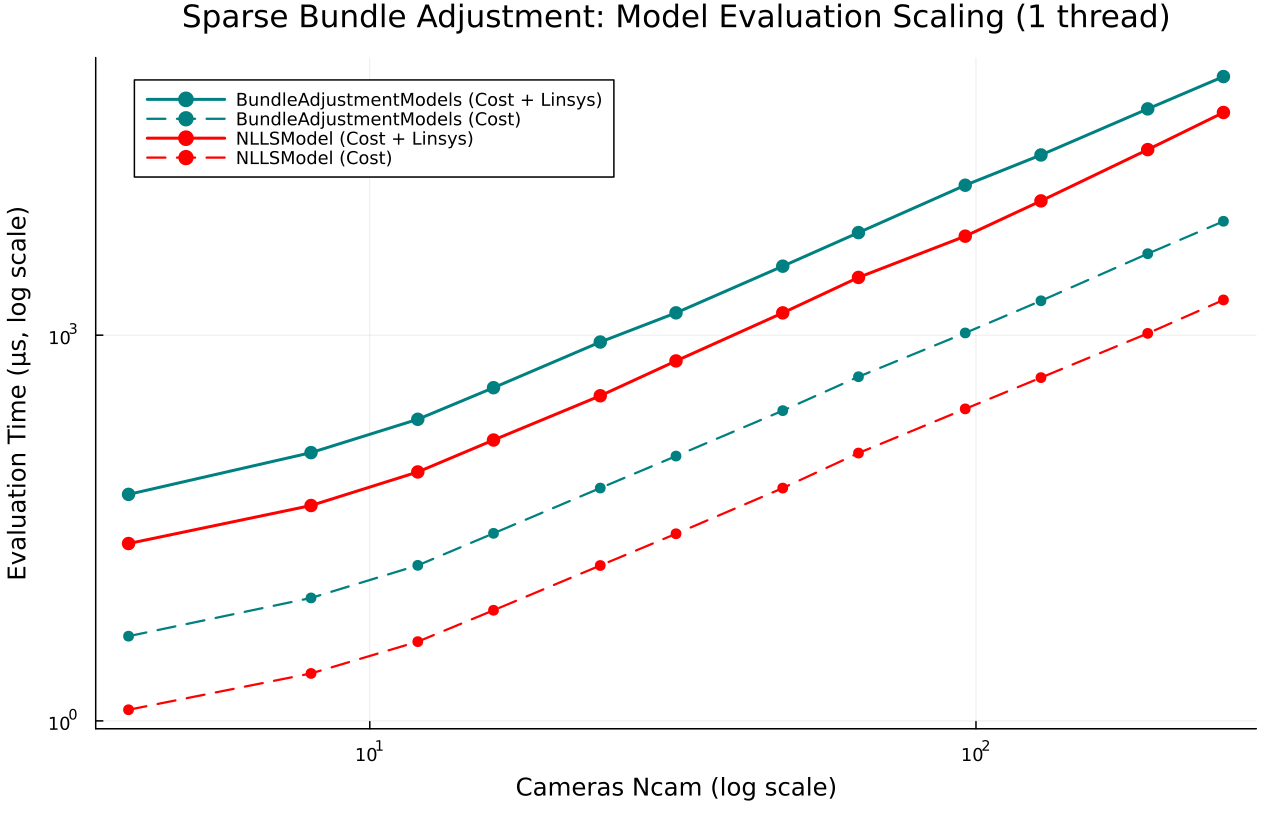 Sparse Bundle Adjustment: Model Evaluation Scaling (1 thread)
BundleAdjustmentModels (Cost + Linsys)
BundleAdjustmentModels (Cost)
NLLSModel (Cost + Linsys)
NLLSModel (Cost)
Evaluation Time (μs, log scale)
10³
10⁰
10¹
10²
Cameras Ncam (log scale)